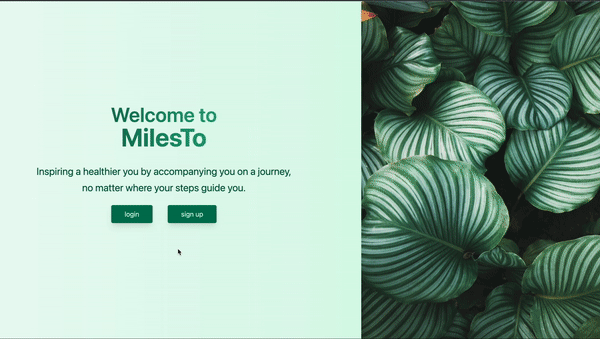 Welcome to
MilesTo
Inspiring a healthier you by accompanying you on a journey,
no matter where your steps guide you.
login sign up